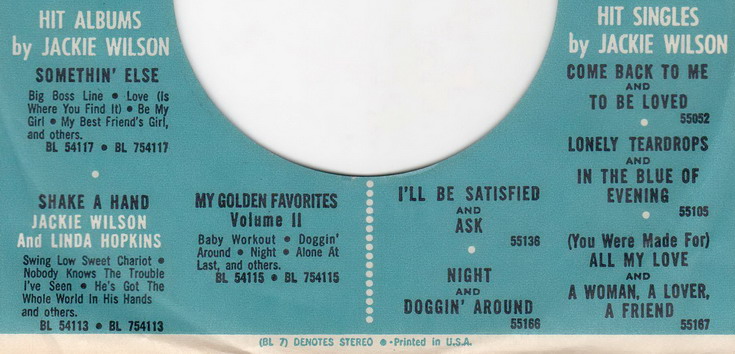 HIT ALBUMS
by JACKIE WILSON
SOMETHIN' ELSE
Big Boss Line • Love (Is
Where You Find It) • Be My
Girl • My Best Friend's Girl,
and others.
BL 54117 • BL 754117
•
SHAKE A HAND
JACKIE WILSON
And LINDA HOPKINS
Swing Low Sweet Chariot •
Nobody Knows The Trouble
I've Seen • He's Got The
Whole World In His Hands
and others.
BL 54113 • BL 754113
MY GOLDEN FAVORITES
Volume II
Baby Workout • Doggin'
Around • Night • Alone At
Last, and others.
BL 54115 • BL 754115
I'LL BE SATISFIED
AND
ASK
55136
•
NIGHT
AND
DOGGIN' AROUND
55166
HIT SINGLES
by JACKIE WILSON
COME BACK TO ME
AND
TO BE LOVED
55052
•
LONELY TEARDROPS
AND
IN THE BLUE OF
EVENING
55105
•
(You Were Made For)
ALL MY LOVE
AND
A WOMAN, A LOVER,
A FRIEND
55167
(BL 7) DENOTES STEREO • Printed in U.S.A.